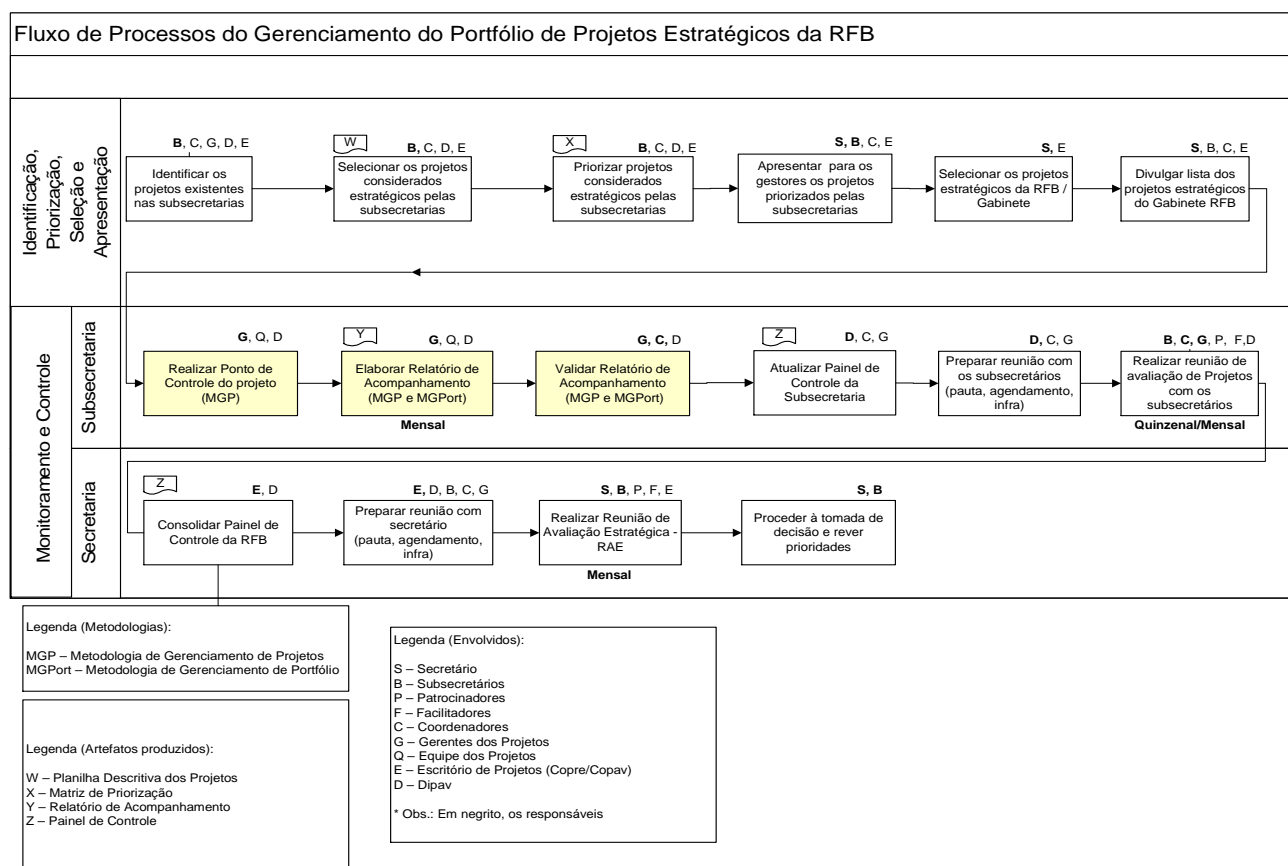 Fluxo de Processos do Gerenciamento do Portfólio de Projetos Estratégicos da RFB
Identificação,
Priorização,
Seleção e
Apresentação
B, C, G, D, E
Identificar os
projetos existentes
nas subsecretarias
W
B, C, D, E
Selecionar os projetos
considerados
estratégicos pelas
subsecretarias
X
B, C, D, E
Priorizar projetos
considerados
estratégicos pelas
subsecretarias
S, B, C, E
Apresentar para os
gestores os projetos
priorizados pelas
subsecretarias
S, E
Selecionar os projetos
estratégicos da RFB /
Gabinete
S, B, C, E
Divulgar lista dos
projetos estratégicos
do Gabinete RFB
Monitoramento e Controle
Subsecretaria
G, Q, D
Realizar Ponto de
Controle do projeto
(MGP)
Y
G, Q, D
Elaborar Relatório de
Acompanhamento
(MGP e MGPort)
Mensal
G, C, D
Validar Relatório de
Acompanhamento
(MGP e MGPort)
Z
D, C, G
Atualizar Painel de
Controle da
Subsecretaria
D, C, G
Preparar reunião com
os subsecretários
(pauta, agendamento,
infra)
B, C, G, P, F,D
Realizar reunião de
avaliação de Projetos
com os
subsecretários
Quinzenal/Mensal
Secretaria
Z
E, D
Consolidar Painel de
Controle da RFB
E, D, B, C, G
Preparar reunião com
secretário
(pauta, agendamento,
infra)
S, B, P, F, E
Realizar Reunião de
Avaliação Estratégica -
RAE
Mensal
S, B
Proceder à tomada de
decisão e rever
prioridades
Legenda (Metodologias):
MGP – Metodologia de Gerenciamento de Projetos
MGPort – Metodologia de Gerenciamento de Portfólio
Legenda (Artefatos produzidos):
W – Planilha Descritiva dos Projetos
X – Matriz de Priorização
Y – Relatório de Acompanhamento
Z – Painel de Controle
Legenda (Envolvidos):
S – Secretário
B – Subsecretários
P – Patrocinadores
F – Facilitadores
C – Coordenadores
G – Gerentes dos Projetos
Q – Equipe dos Projetos
E – Escritório de Projetos (Copre/Copav)
D – Dipav
* Obs.: Em negrito, os responsáveis